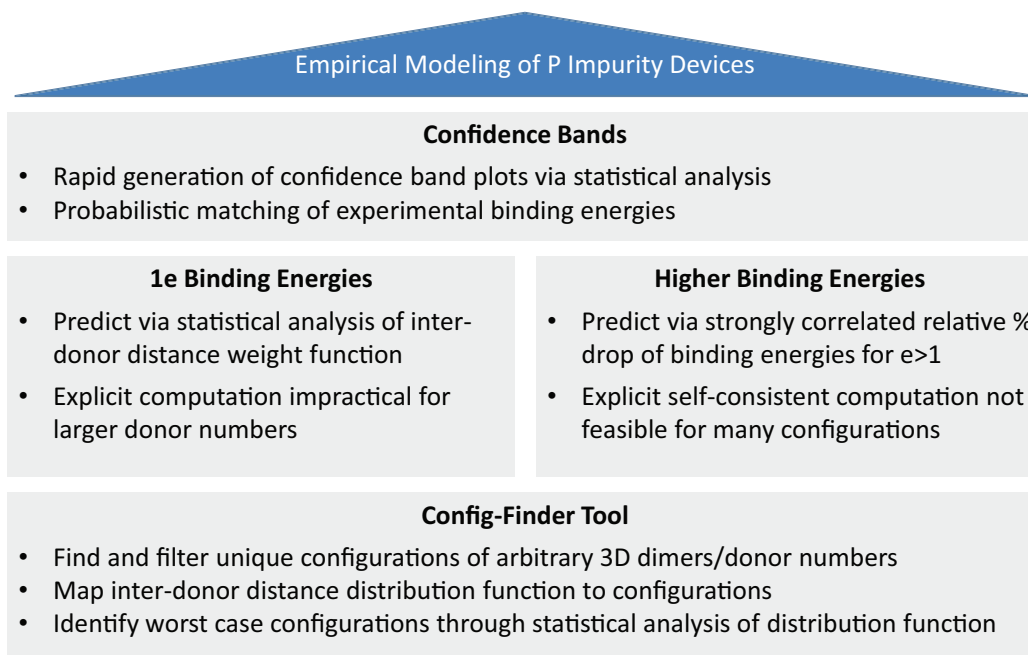 Empirical Modeling of P Impurity Devices
Confidence Bands
• Rapid generation of confidence band plots via statistical analysis
• Probabilistic matching of experimental binding energies
1e Binding Energies
• Predict via statistical analysis of inter-
donor distance weight function
• Explicit computation impractical for
larger donor numbers
Higher Binding Energies
• Predict via strongly correlated relative %
drop of binding energies for e>1
• Explicit self-consistent computation not
feasible for many configurations
Config-Finder Tool
• Find and filter unique configurations of arbitrary 3D dimers/donor numbers
• Map inter-donor distance distribution function to configurations
• Identify worst case configurations through statistical analysis of distribution function